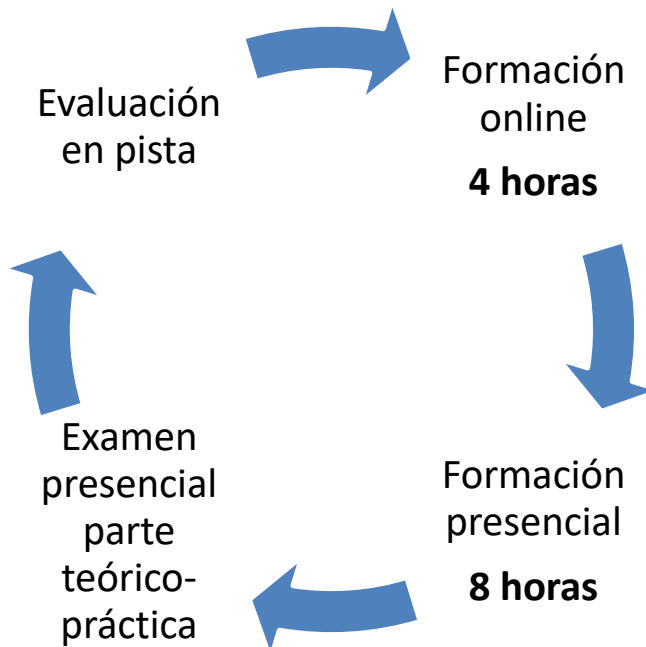 Evaluación
en pista
Formación
online
4 horas
Formación
presencial
8 horas
Examen
presencial
parte
teórico-
práctica